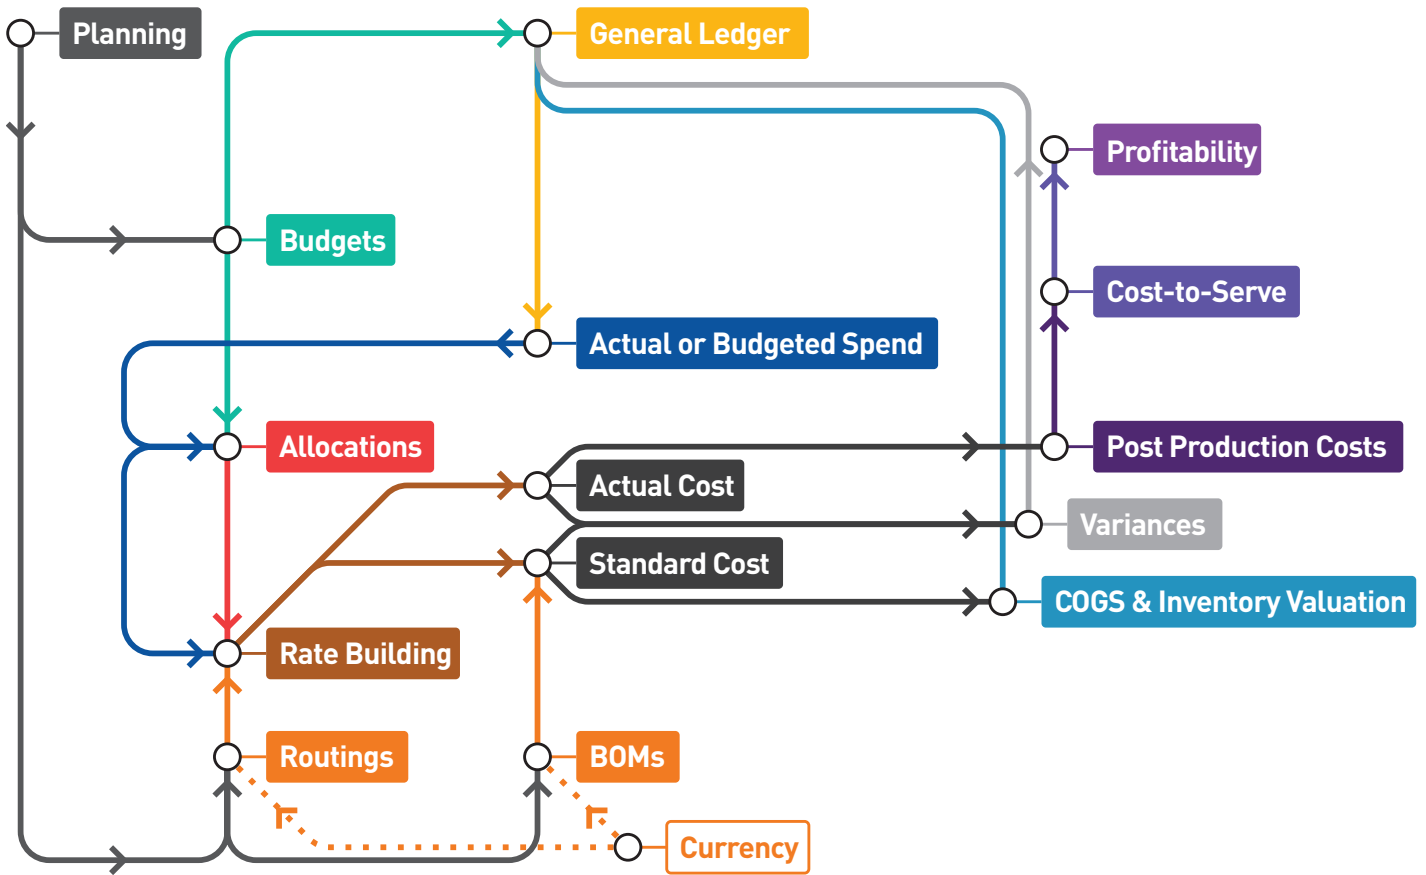 Planning
General Ledger
Profitability
Budgets
Cost-to-Serve
Actual or Budgeted Spend
Allocations
Post Production Costs
Actual Cost
Variances
Standard Cost
COGS & Inventory Valuation
Rate Building
Routings
BOMs
Currency